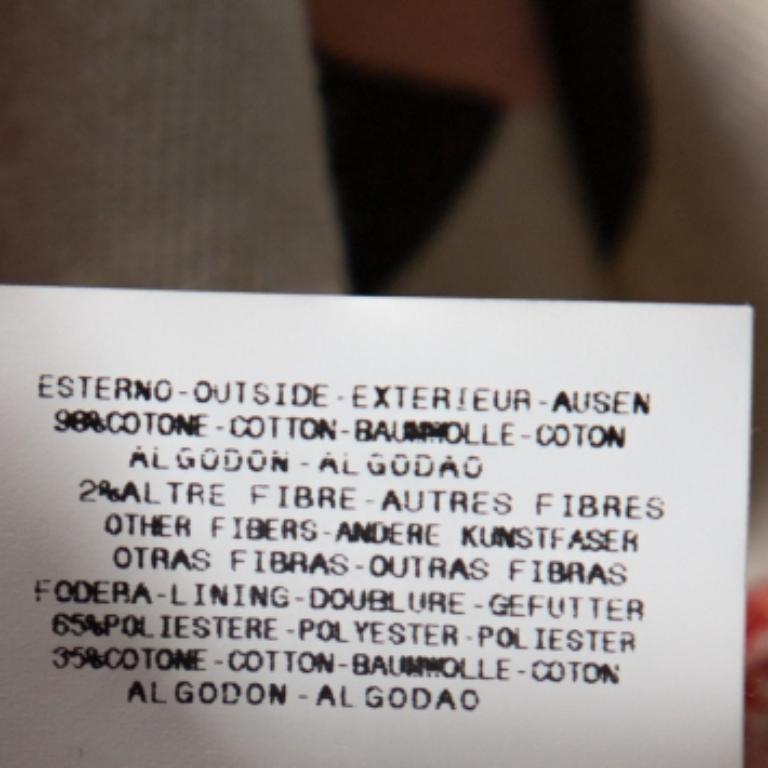 ESTERNO-OUTSIDE-EXTERIEUR-AUSEN
98%COTONE-COTTON-BAUMWOLLE-COTON
ALGODON-ALGODAO
2%ALTRE FIBRE-AUTRES FIBRES
OTHER FIBERS-ANDERE KUNSTFASER
OTRAS FIBRAS-OUTRAS FIBRAS
FODERA-LINING-DOUBLURE-GEFUTTER
65%POLIESTERE-POLYESTER-POLIESTER
35%COTONE-COTTON-BAUMWOLLE-COTON
ALGODON-ALGODAO